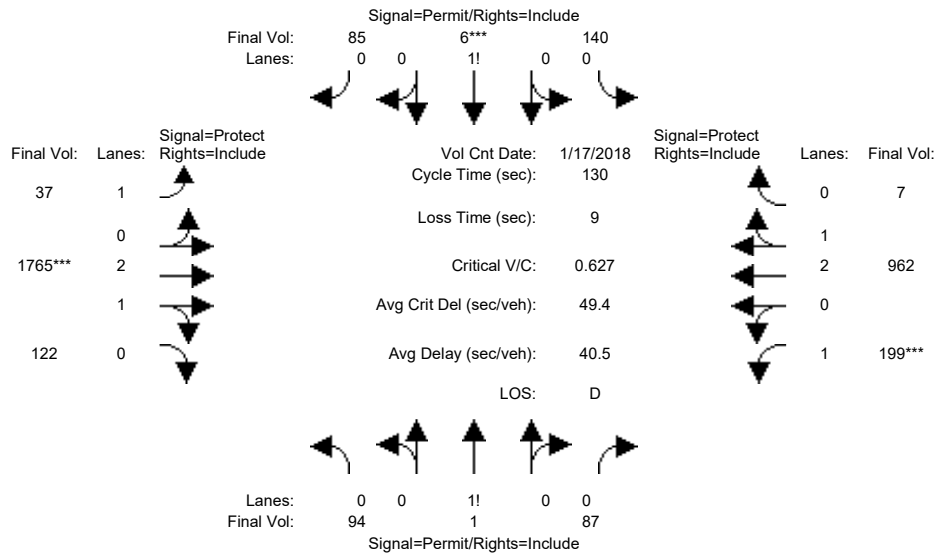 Signal=Permit/Rights=Include
Final Vol: 85 6*** 140
Lanes: 0 0 1! 0 0
Signal=Protect Signal=Protect
Final Vol: Lanes: Rights=Include Vol Cnt Date: 1/17/2018 Rights=Include Lanes: Final Vol:
Cycle Time (sec): 130
37 1 0 7
Loss Time (sec): 9
0 1
1765*** 2 Critical V/C: 0.627 2 962
1 Avg Crit Del (sec/veh): 49.4 0
122 0 Avg Delay (sec/veh): 40.5 1 199***
LOS: D
Lanes: 0 0 1! 0 0
Final Vol: 94 1 87
Signal=Permit/Rights=Include